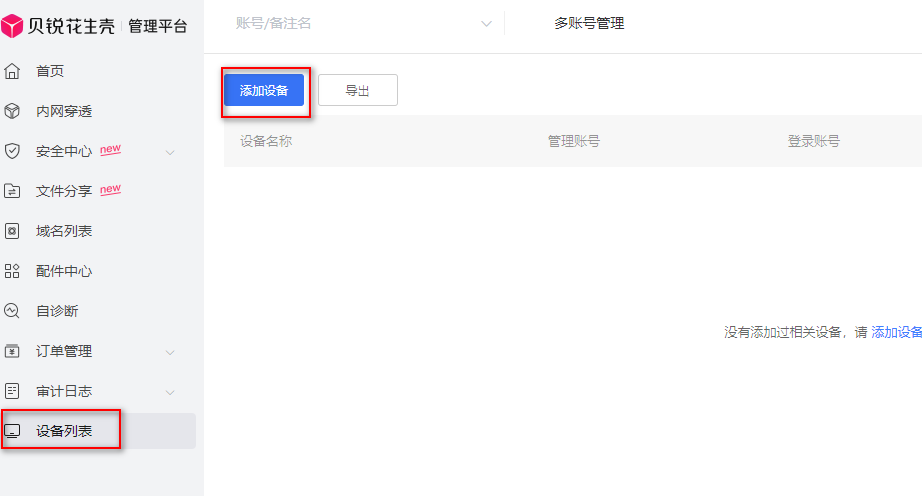 贝锐花生壳 管理平台
首页
内网穿透
安全中心 new
文件分享 new
域名列表
配件中心
自诊断
订单管理
审计日志
设备列表
账号/备注名 多账号管理
添加设备 导出
设备名称 管理账号 登录账号
没有添加过相关设备，请 添加设备